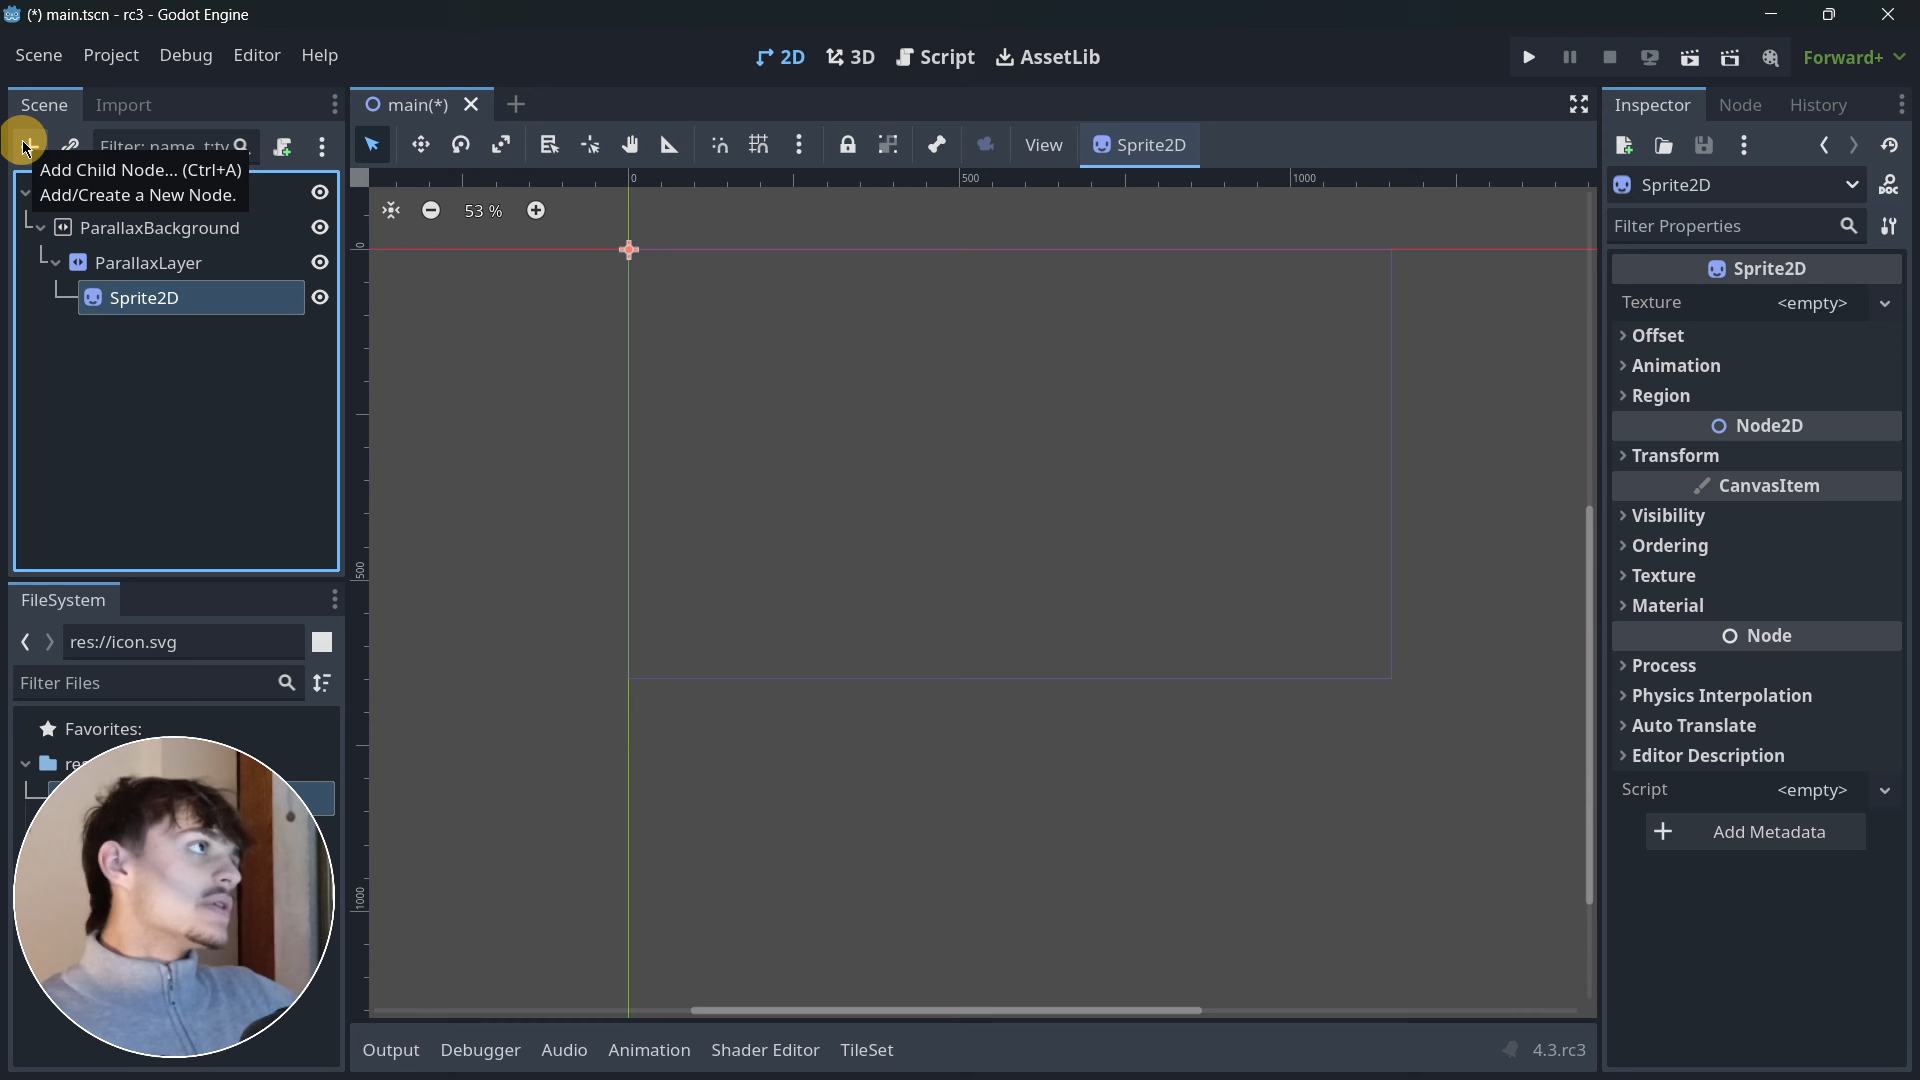 (*) main.tscn - rc3 - Godot Engine
Scene Project Debug Editor Help
2D 3D Script AssetLib
Forward+
Scene Import
main(*)
Inspector Node History
Filter: name, t:ty
View Sprite2D
Add Child Node... (Ctrl+A)
Add/Create a New Node.
ParallaxBackground
ParallaxLayer
Sprite2D
0 500 1000
53 %
0
500
1000
Sprite2D
Filter Properties
Sprite2D
Texture <empty>
Offset
Animation
Region
Node2D
Transform
CanvasItem
Visibility
Ordering
Texture
Material
Node
Process
Physics Interpolation
Auto Translate
Editor Description
Script <empty>
Add Metadata
FileSystem
res://icon.svg
Filter Files
Favorites:
Output Debugger Audio Animation Shader Editor TileSet
4.3.rc3